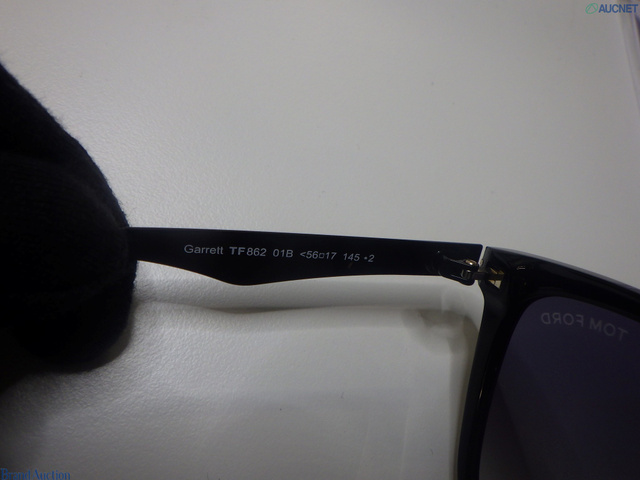 AUCNET
Garrett TF862 01B <56□17 145 •2
TOM FORD
Brand Auction